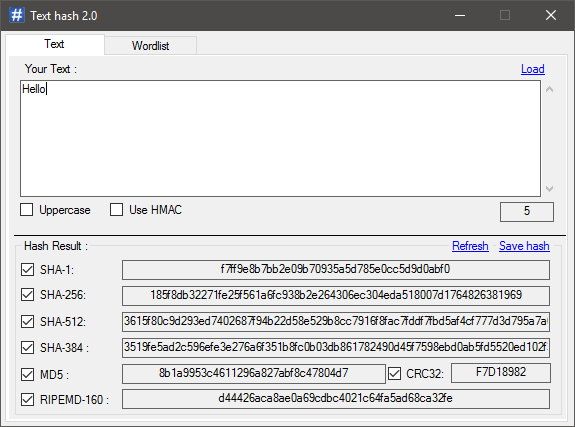 Text hash 2.0
Text Wordlist
Your Text : Load
Hello
Uppercase Use HMAC 5
Hash Result : Refresh Save hash
SHA-1: f7ff9e8b7bb2e09b70935a5d785e0cc5d9d0abf0
SHA-256: 185f8db32271fe25f561a6fc938b2e264306ec304eda518007d1764826381969
SHA-512: 3615f80c9d293ed7402687f94b22d58e529b8cc7916f8fac7fddf7fbd5af4cf777d3d795a7a0
SHA-384 : 3519fe5ad2c596efe3e276a6f351b8fc0b03db861782490d45f7598ebd0ab5fd5520ed102f
MD5 : 8b1a9953c4611296a827abf8c47804d7 CRC32: F7D18982
RIPEMD-160 : d44426aca8ae0a69cdbc4021c64fa5ad68ca32fe